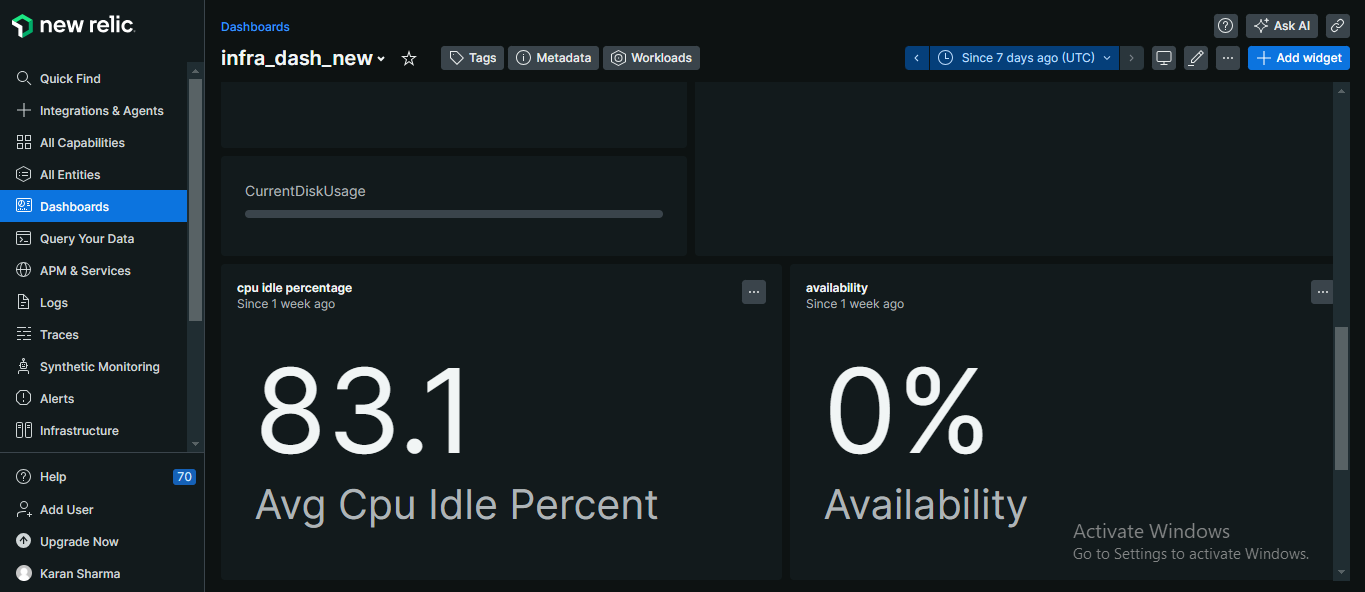 new relic.
Quick Find
Integrations & Agents
All Capabilities
All Entities
Dashboards
Query Your Data
APM & Services
Logs
Traces
Synthetic Monitoring
Alerts
Infrastructure
Help 70
Add User
Upgrade Now
Karan Sharma
Dashboards
Ask AI
infra_dash_new
Tags
Metadata
Workloads
Since 7 days ago (UTC)
Add widget
CurrentDiskUsage
cpu idle percentage
Since 1 week ago
83.1
Avg Cpu Idle Percent
availability
Since 1 week ago
0%
Availability
Activate Windows
Go to Settings to activate Windows.